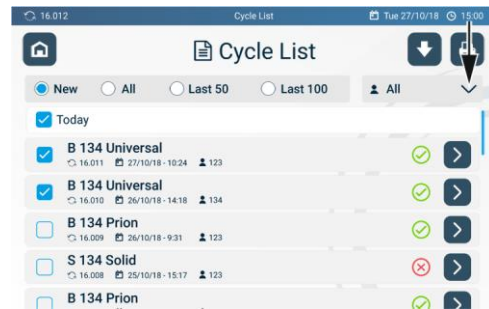 16.012 Cycle List Tue 27/10/18 15:00
Cycle List
New All Last 50 Last 100 All
Today
B 134 Universal
16.011 27/10/18 - 10:24 123
B 134 Universal
16.010 26/10/18 - 14:18 134
B 134 Prion
16.009 26/10/18 - 9:31 123
S 134 Solid
16.008 25/10/18 - 15:17 123
B 134 Prion